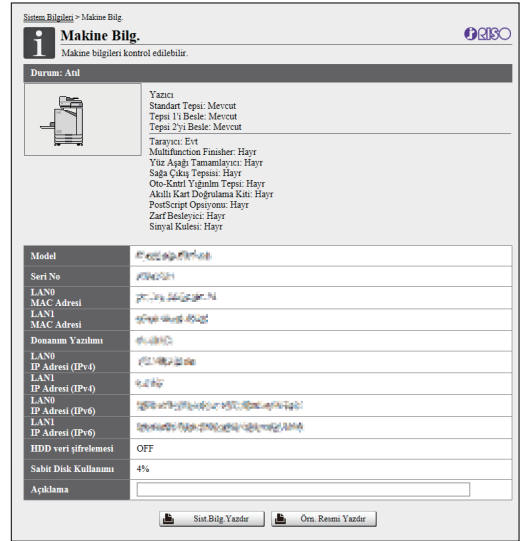 Sistem Bilgileri > Makine Bilg.
Makine Bilg.
RISO
Makine bilgileri kontrol edilebilir.
Durum: Atıl
Yazıcı
Standart Tepsi: Mevcut
Tepsi 1'i Besle: Mevcut
Tepsi 2'yi Besle: Mevcut
Tarayıcı: Evt
Multifunction Finisher: Hayr
Yüz Aşağı Tamamlayıcı: Hayr
Sağa Çıkış Tepsisi: Hayr
Oto-Kntrl Yığınlm Tepsi: Hayr
Akıllı Kart Doğrulama Kiti: Hayr
PostScript Opsiyonu: Hayr
Zarf Besleyici: Hayr
Sinyal Kulesi: Hayr
Model
Seri No
LAN0
MAC Adresi
LAN1
MAC Adresi
Donanım Yazılımı
LAN0
IP Adresi (IPv4)
LAN1
IP Adresi (IPv4)
LAN0
IP Adresi (IPv6)
LAN1
IP Adresi (IPv6)
HDD veri şifrelemesi OFF
Sabit Disk Kullanımı 4%
Açıklama
Sist.Bilg.Yazdır Örn. Resmi Yazdır